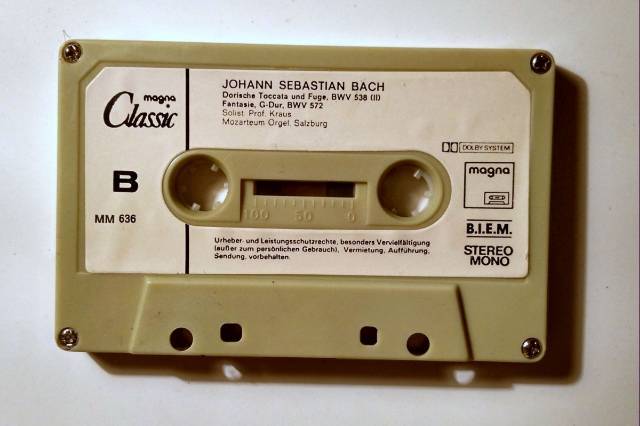 magna
Classic
B
MM 636
JOHANN SEBASTIAN BACH
Dorische Toccata und Fuge, BWV 538 (II)
Fantasie, G-Dur, BWV 572
Solist Prof. Kraus
Mozarteum Orgel, Salzburg
DOLBY SYSTEM
magna
100 50 0
B.I.E.M.
STEREO
MONO
Urheber- und Leistungsschutzrechte, besonders Vervielfältigung
(außer zum persönlichen Gebrauch), Vermietung, Aufführung,
Sendung, vorbehalten.